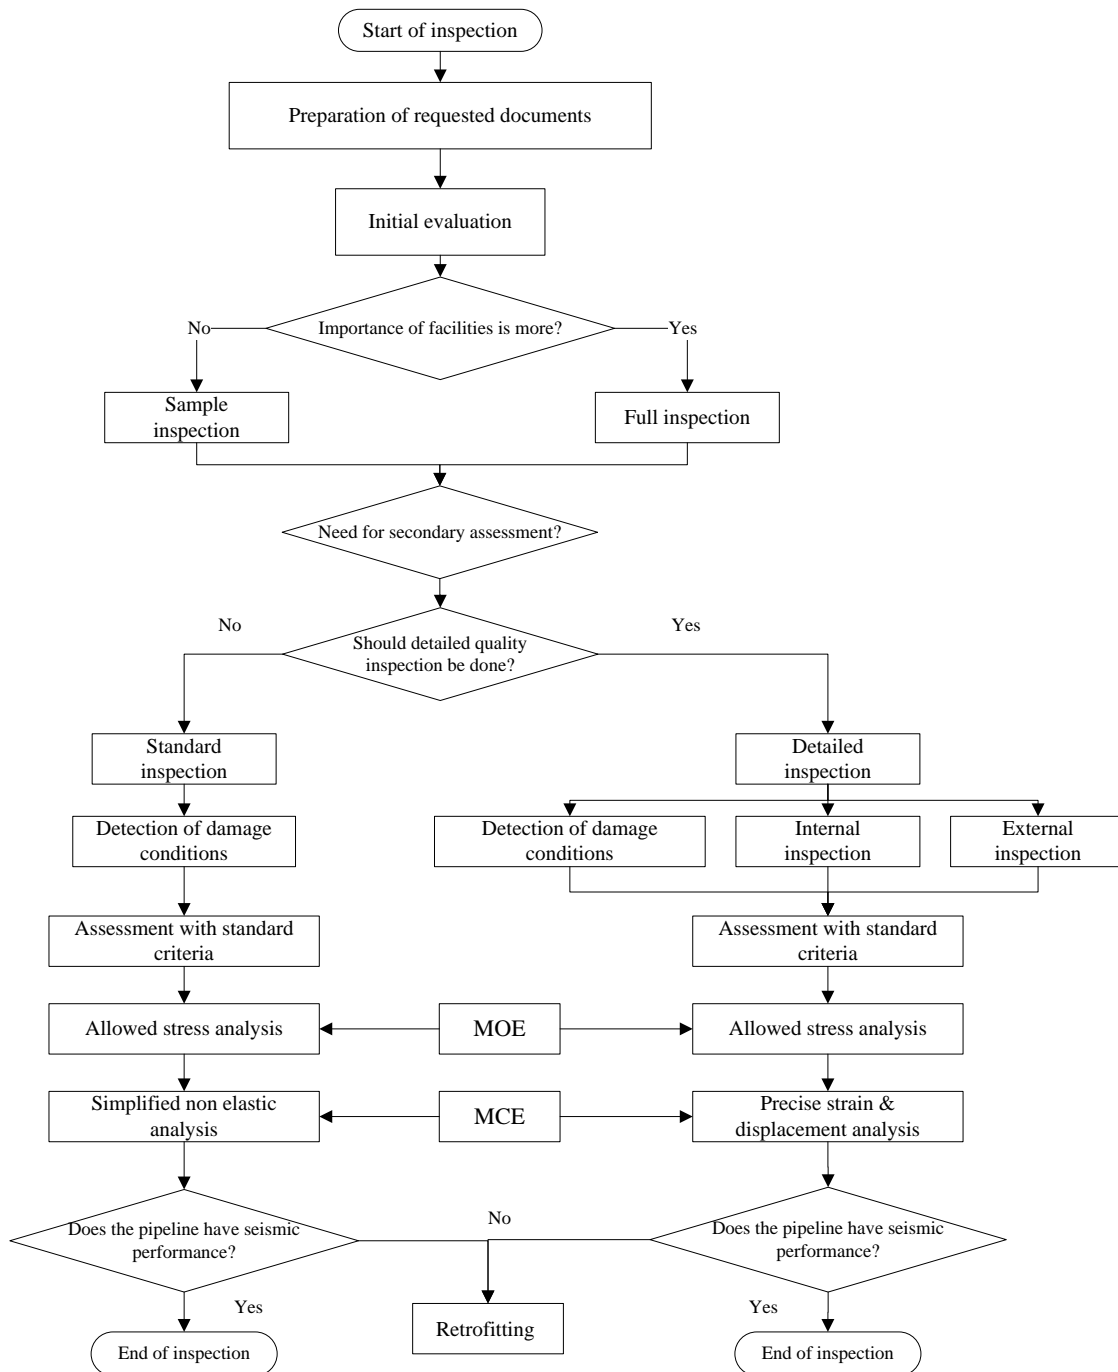 Start of inspection
Preparation of requested documents
Initial evaluation
Importance of facilities is more?
No
Yes
Sample
inspection
Full inspection
Need for secondary assessment?
No
Yes
Should detailed quality
inspection be done?
Standard
inspection
Detailed
inspection
Detection of damage
conditions
Detection of damage
conditions
Internal
inspection
External
inspection
Assessment with standard
criteria
Assessment with standard
criteria
Allowed stress analysis
MOE
Allowed stress analysis
Simplified non elastic
analysis
MCE
Precise strain &
displacement analysis
Does the pipeline have seismic
performance?
No
Does the pipeline have seismic
performance?
Yes
Yes
Retrofitting
End of inspection
End of inspection